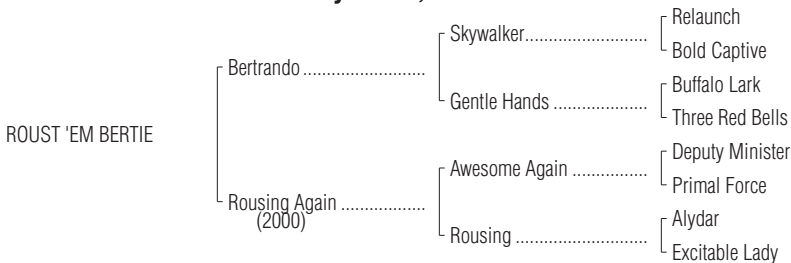 Relaunch
Skywalker..........................
Bold Captive
Bertrando ..........................
Buffalo Lark
Gentle Hands ....................
Three Red Bells
ROUST 'EM BERTIE
Deputy Minister
Awesome Again ................
Primal Force
Rousing Again ..................
(2000)
Alydar
Rousing ............................
Excitable Lady